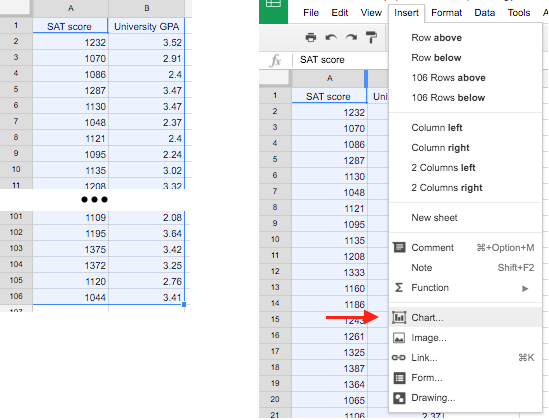 A B
1 SAT score University GPA
2 1232 3.52
3 1070 2.91
4 1086 2.4
5 1287 3.47
6 1130 3.47
7 1048 2.37
8 1121 2.4
9 1095 2.24
10 1135 3.02
11 1208 3.32
•••
101 1109 2.08
102 1195 3.64
103 1375 3.42
104 1372 3.25
105 1120 2.76
106 1044 3.41
File Edit View Insert Format Data Tools
fx SAT score
A
1 SAT score Uni
2 1232
3 1070
4 1086
5 1287
6 1130
7 1048
8 1121
9 1095
10 1135
11 1208
12 1333
13 1160
14 1186
15 1243
16 1261
17 1325
18 1387
19 1364
20 1065
21 1106 2.37
Row above
Row below
106 Rows above
106 Rows below
Column left
Column right
2 Columns left
2 Columns right
New sheet
Comment ⌘+Option+M
Note Shift+F2
Σ Function ▶
Chart...
Image...
Link... ⌘K
Form...
Drawing...